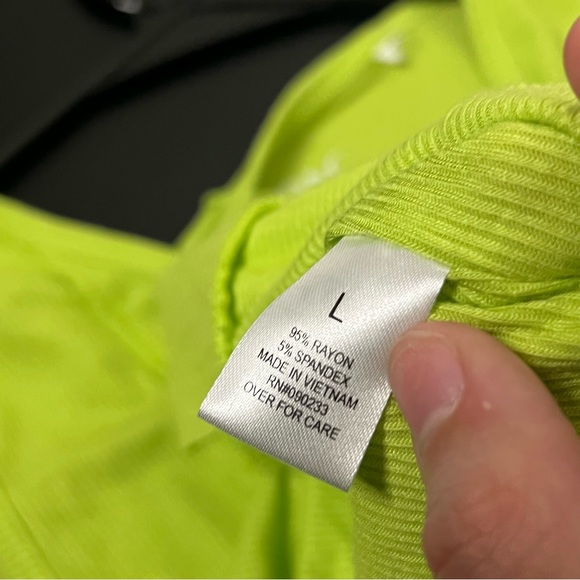 L
95% RAYON
5% SPANDEX
MADE IN VIETNAM
RN#090233
OVER FOR CARE